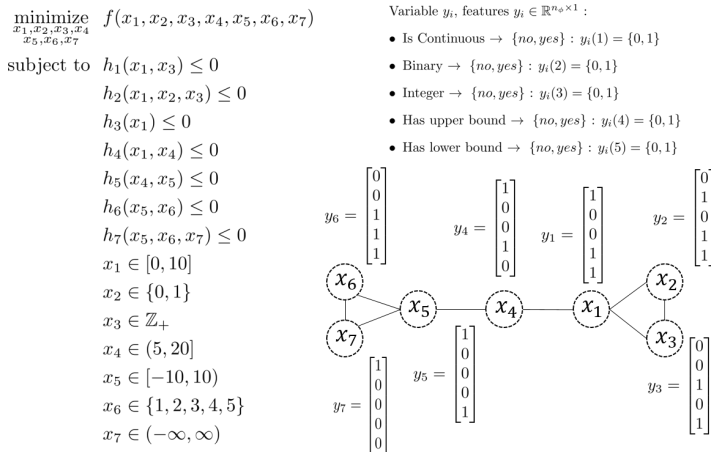 minimize f(x₁, x₂, x₃, x₄, x₅, x₆, x₇)
x₁,x₂,x₃,x₄
x₅,x₆,x₇
subject to h₁(x₁, x₃) ≤ 0
h₂(x₁, x₂, x₃) ≤ 0
h₃(x₁) ≤ 0
h₄(x₁, x₄) ≤ 0
h₅(x₄, x₅) ≤ 0
h₆(x₅, x₆) ≤ 0
h₇(x₅, x₆, x₇) ≤ 0
x₁ ∈ [0, 10]
x₂ ∈ {0, 1}
x₃ ∈ ℤ₊
x₄ ∈ (5, 20]
x₅ ∈ [−10, 10)
x₆ ∈ {1, 2, 3, 4, 5}
x₇ ∈ (−∞, ∞)
Variable yᵢ, features yᵢ ∈ ℝ^{n_ϕ×1} :
• Is Continuous → {no, yes} : yᵢ(1) = {0, 1}
• Binary → {no, yes} : yᵢ(2) = {0, 1}
• Integer → {no, yes} : yᵢ(3) = {0, 1}
• Has upper bound → {no, yes} : yᵢ(4) = {0, 1}
• Has lower bound → {no, yes} : yᵢ(5) = {0, 1}
y₆ =
0
0
1
1
1
y₄ =
1
0
0
1
0
y₁ =
1
0
0
1
1
y₂ =
0
1
0
1
1
x₆
x₇
x₅
x₄
x₁
x₂
x₃
y₇ =
1
0
0
0
0
y₅ =
1
0
0
0
1
y₃ =
0
0
1
0
1